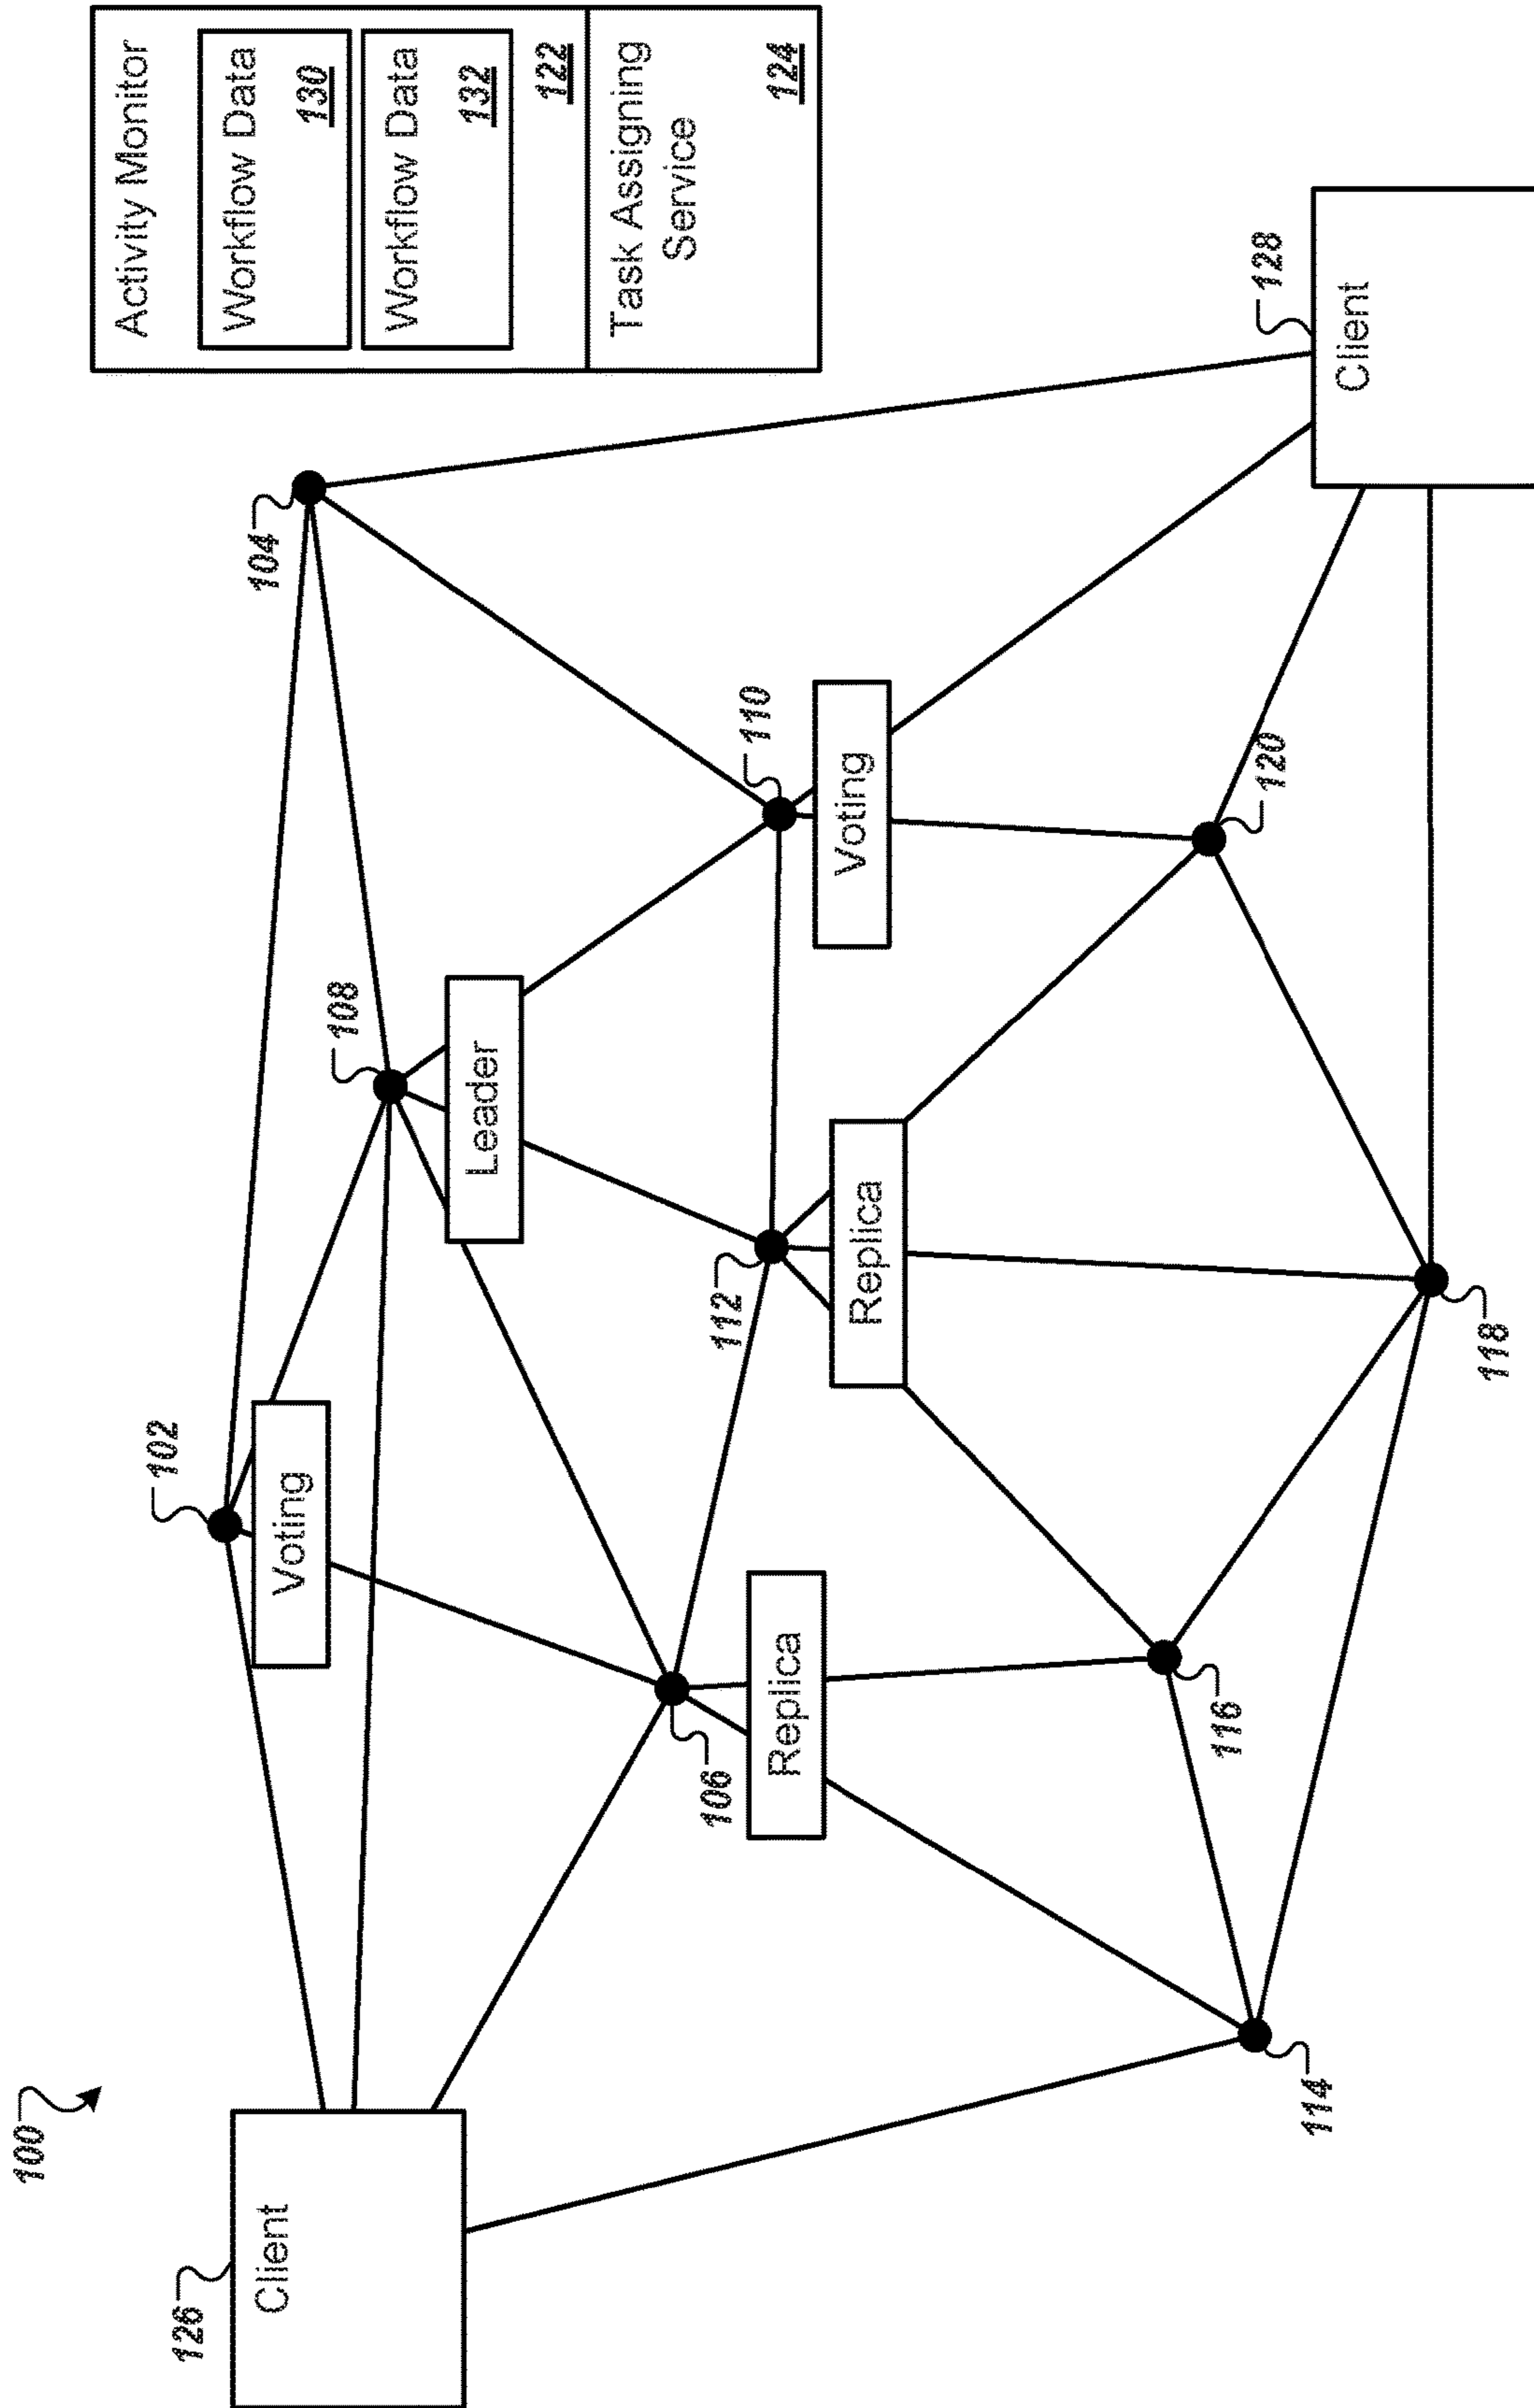 100
126
Client
102
Voting
108
Leader
104
Activity Monitor
Workflow Data
130
Workflow Data
132
122
Task Assigning
Service
124
106
Replica
112
Replica
110
Voting
128
Client
114
116
118
120